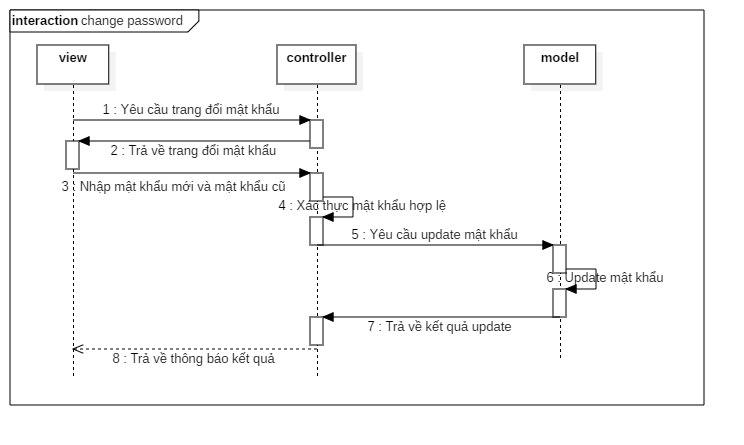 interaction change password
view
controller
model
1 : Yêu cầu trang đổi mật khẩu
2 : Trả về trang đổi mật khẩu
3 : Nhập mật khẩu mới và mật khẩu cũ
4 : Xác thực mật khẩu hợp lệ
5 : Yêu cầu update mật khẩu
6 : Update mật khẩu
7 : Trả về kết quả update
8 : Trả về thông báo kết quả